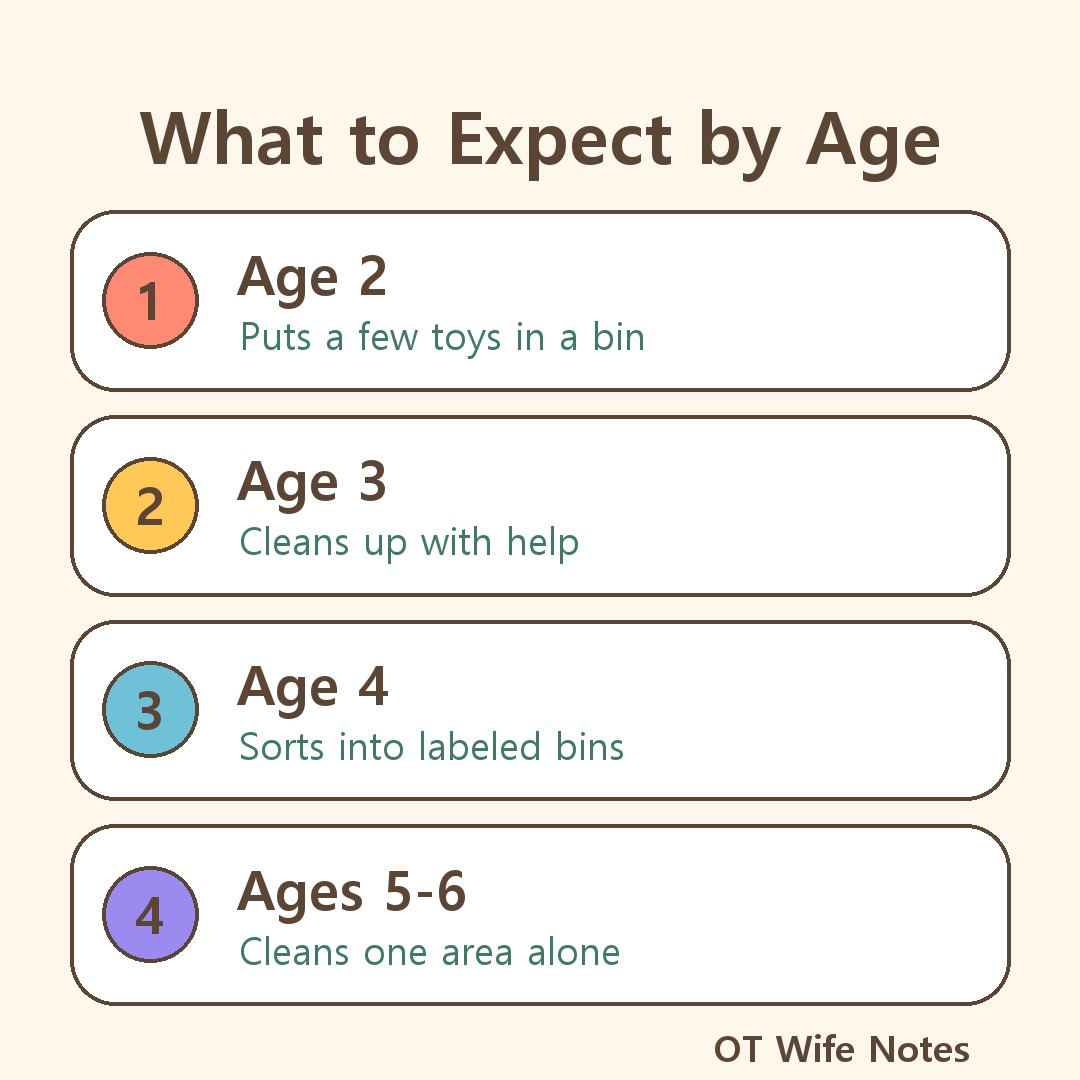 What to Expect by Age
1
Age 2
Puts a few toys in a bin
2
Age 3
Cleans up with help
3
Age 4
Sorts into labeled bins
4
Ages 5-6
Cleans one area alone
OT Wife Notes